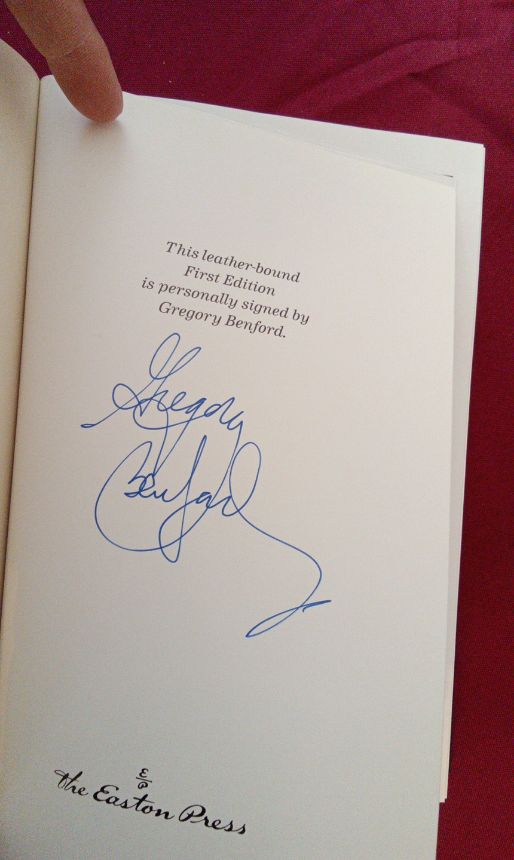 This leather-bound
First Edition
is personally signed by
Gregory Benford.
Gregory
Benford
E
P
the Easton Press